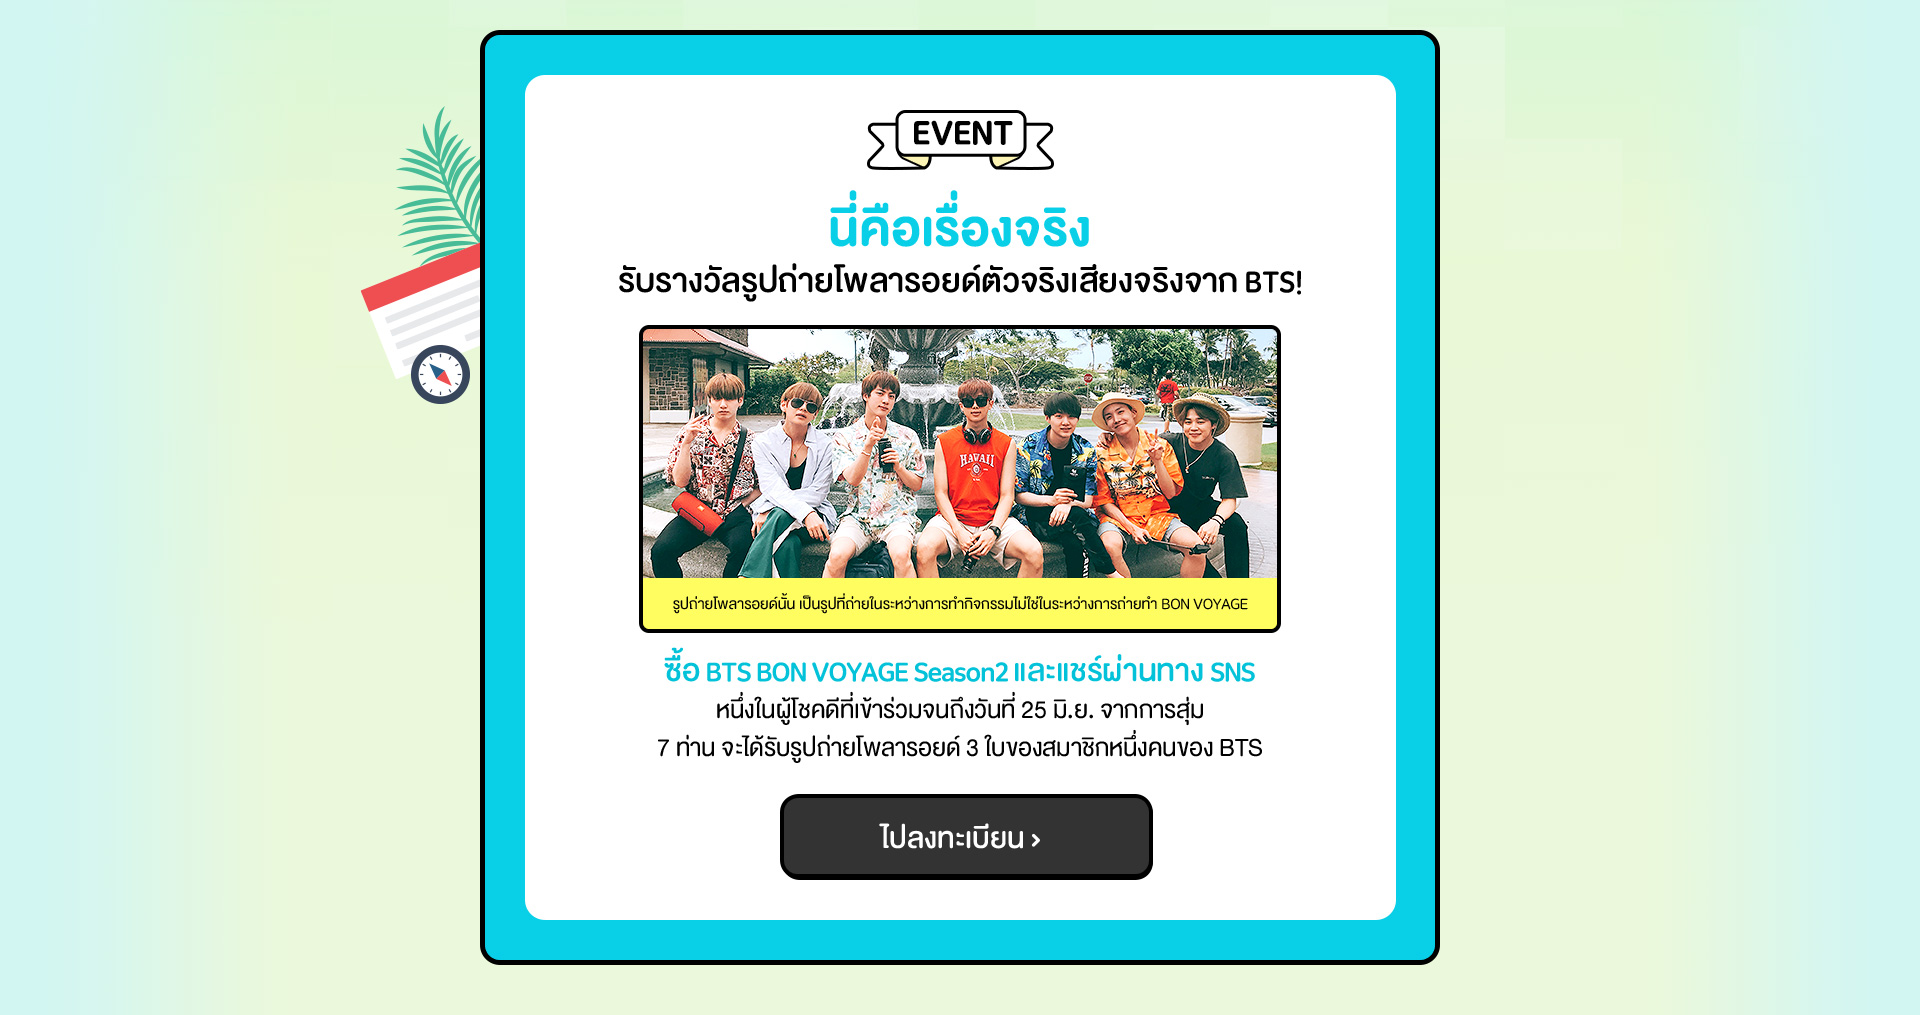 EVENT
นี่คือเรื่องจริง
รับรางวัลรูปถ่ายโพลารอยด์ตัวจริงเสียงจริงจาก BTS!
HAWAII
รูปถ่ายโพลารอยด์นั้น เป็นรูปที่ถ่ายในระหว่างการทำกิจกรรมไม่ใช่ในระหว่างการถ่ายทำ BON VOYAGE
ซื้อ BTS BON VOYAGE Season2 และแชร์ผ่านทาง SNS
หนึ่งในผู้โชคดีที่เข้าร่วมจนถึงวันที่ 25 มิ.ย. จากการสุ่ม
7 ท่าน จะได้รับรูปถ่ายโพลารอยด์ 3 ใบของสมาชิกหนึ่งคนของ BTS
ไปลงทะเบียน ›